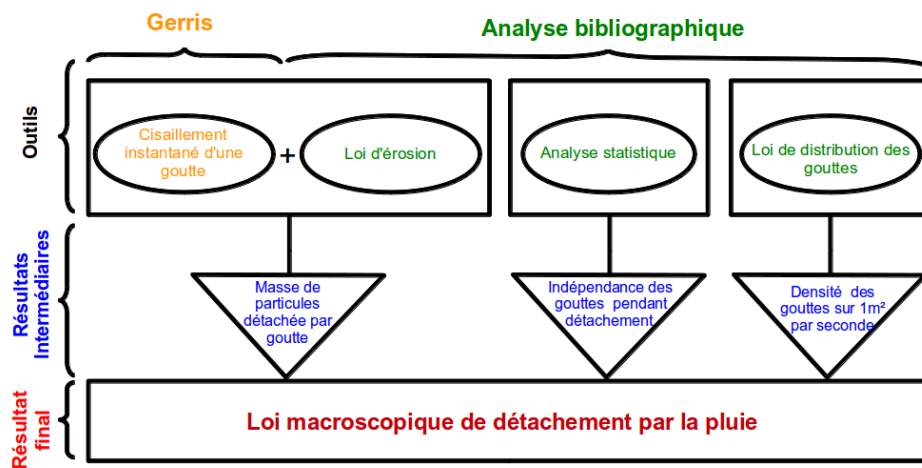 Gerris
Analyse bibliographique
Outils
Cisaillement
instantané d'une
goutte
+
Loi d'érosion
Analyse statistique
Loi de distribution des
gouttes
Résultats
Intermédiaires
Masse de
particules
détachée par
goutte
Indépendance des
gouttes pendant
détachement
Densité des
gouttes sur 1m²
par seconde
Résultat
final
Loi macroscopique de détachement par la pluie